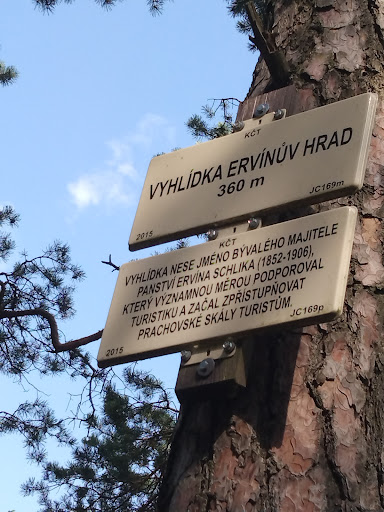 KČT
VYHLÍDKA ERVÍNŮV HRAD
360 m
2015
JC169m
KČT
VYHLÍDKA NESE JMÉNO BÝVALÉHO MAJITELE
PANSTVÍ ERVÍNA SCHLIKA (1852-1906),
KTERÝ VÝZNAMNOU MĚROU PODPOROVAL
TURISTIKU A ZAČAL ZPŘÍSTUPŇOVAT
PRACHOVSKÉ SKÁLY TURISTŮM.
2015
JC169p